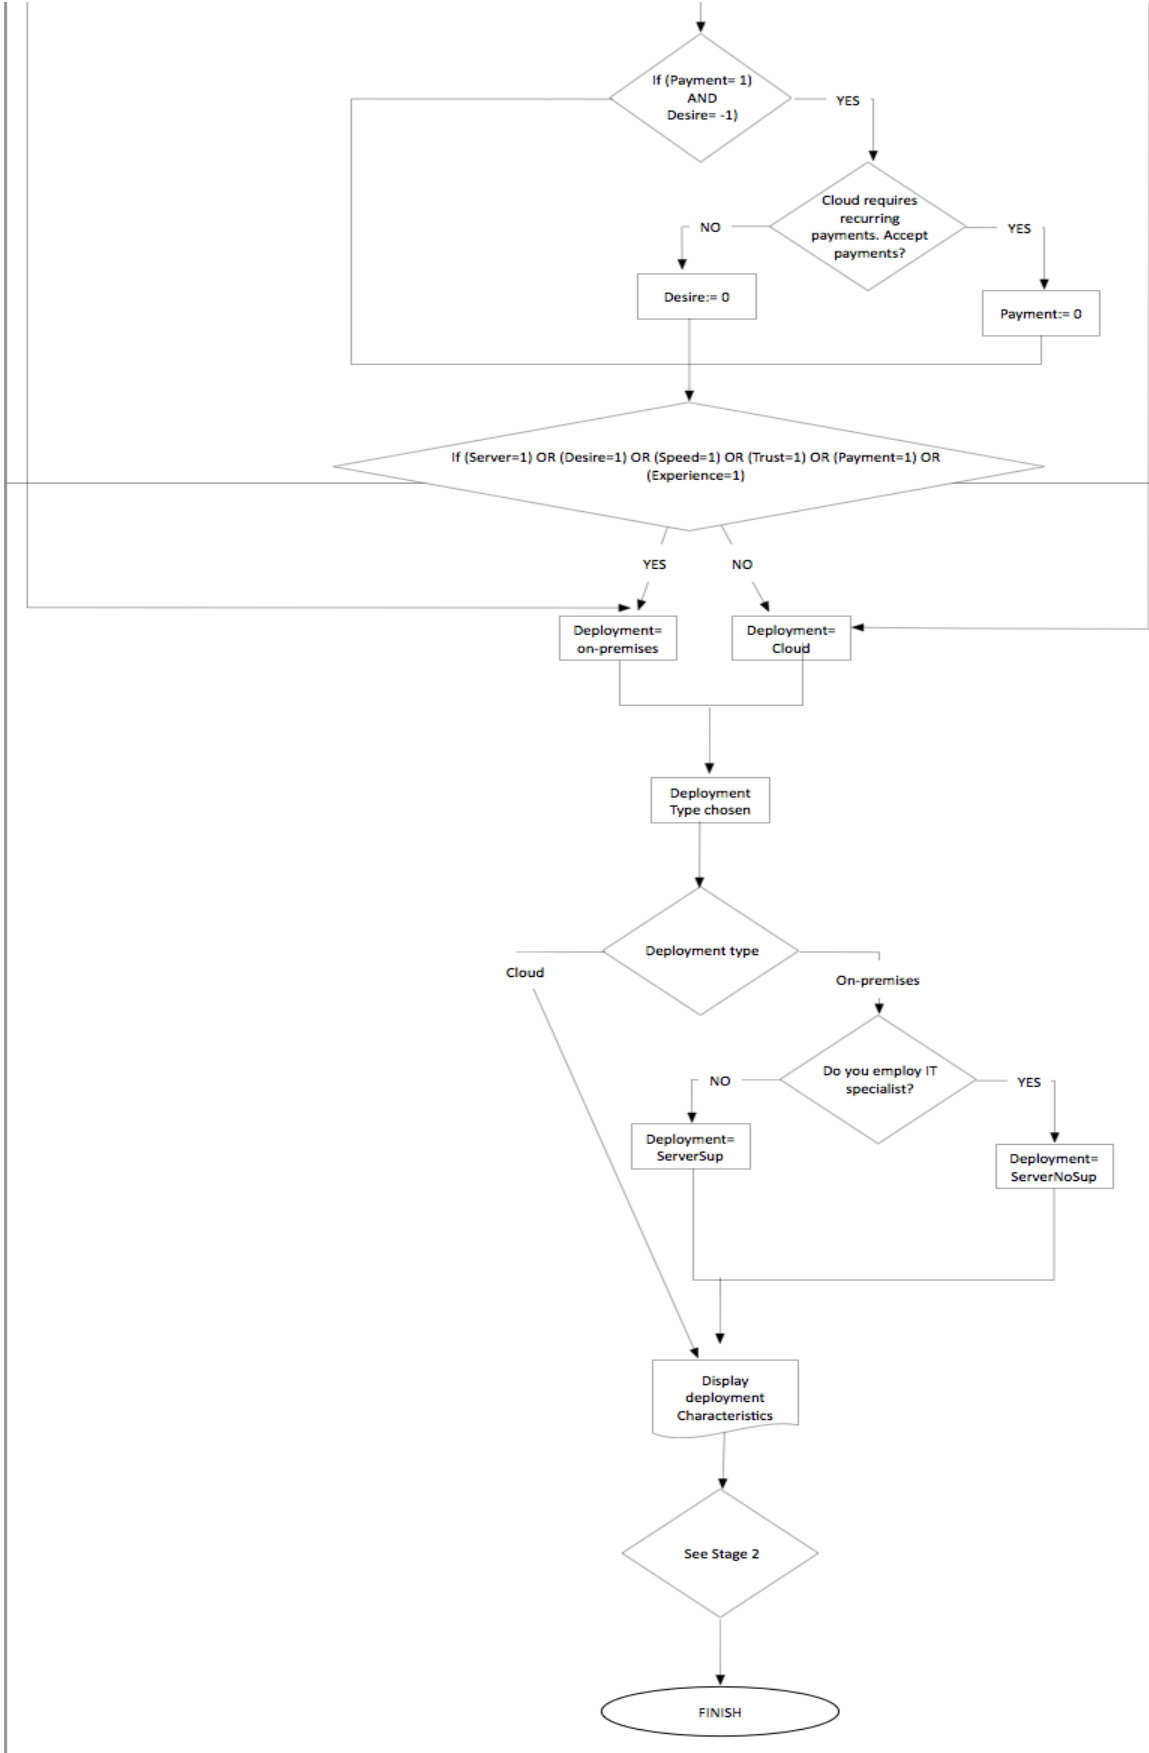 If (Payment= 1)
AND
Desire= -1)
YES
Cloud requires
recurring
payments. Accept
payments?
NO
YES
Desire:= 0
Payment:= 0
If (Server=1) OR (Desire=1) OR (Speed=1) OR (Trust=1) OR (Payment=1) OR
(Experience=1)
YES
NO
Deployment=
on-premises
Deployment=
Cloud
Deployment
Type chosen
Deployment type
Cloud
On-premises
Do you employ IT
specialist?
NO
YES
Deployment=
ServerSup
Deployment=
ServerNoSup
Display
deployment
Characteristics
See Stage 2
FINISH